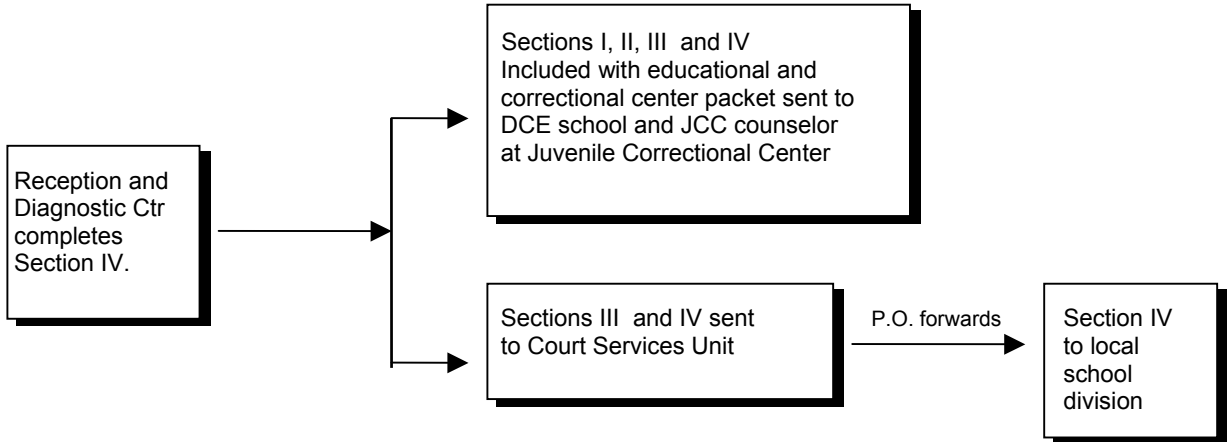 Reception and
Diagnostic Ctr
completes
Section IV.
Sections I, II, III and IV
Included with educational and
correctional center packet sent to
DCE school and JCC counselor
at Juvenile Correctional Center
Sections III and IV sent
to Court Services Unit
P.O. forwards
Section IV
to local
school
division